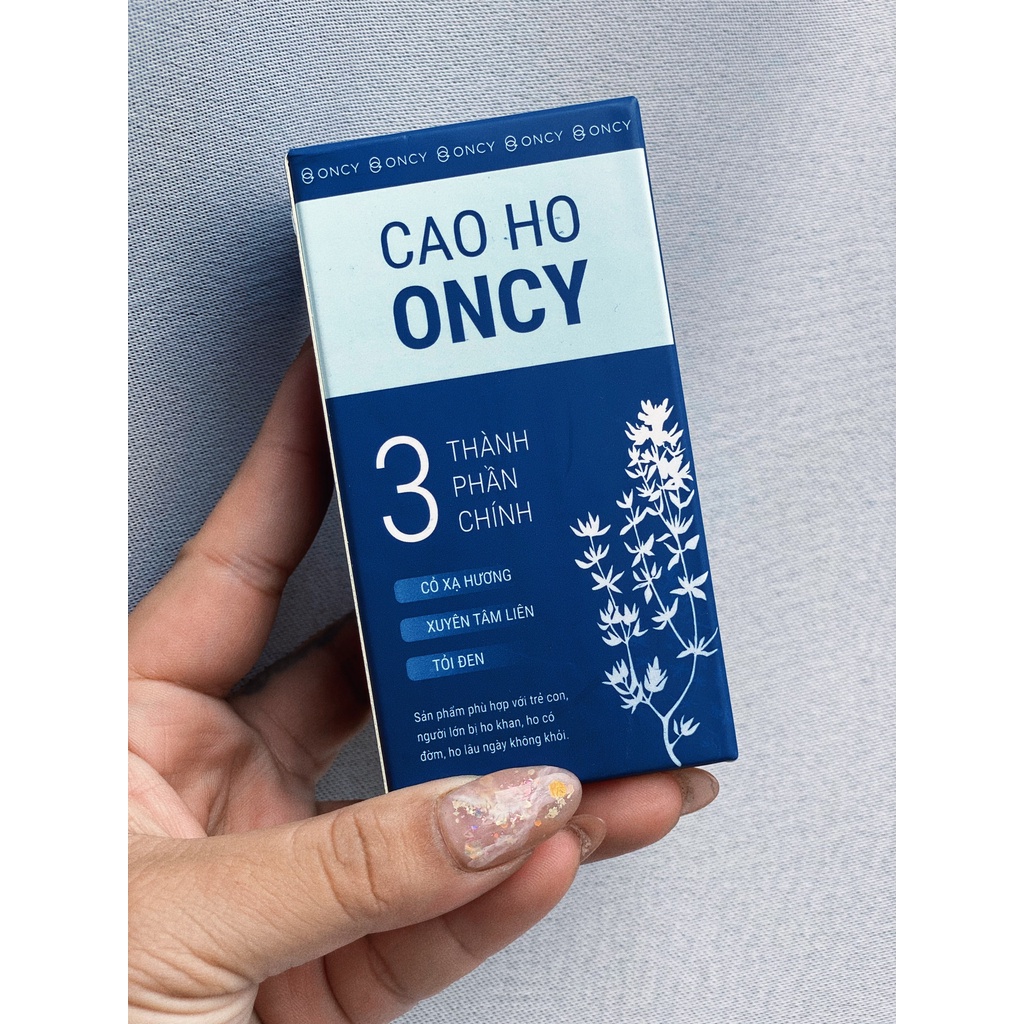 ONCY ONCY ONCY ONCY ONCY
CAO HO
ONCY
3 THÀNH
PHẦN
CHÍNH
CỎ XẠ HƯƠNG
XUYÊN TÂM LIÊN
TỎI ĐEN
Sản phẩm phù hợp với trẻ con,
người lớn bị ho khan, ho có
đờm, ho lâu ngày không khỏi.